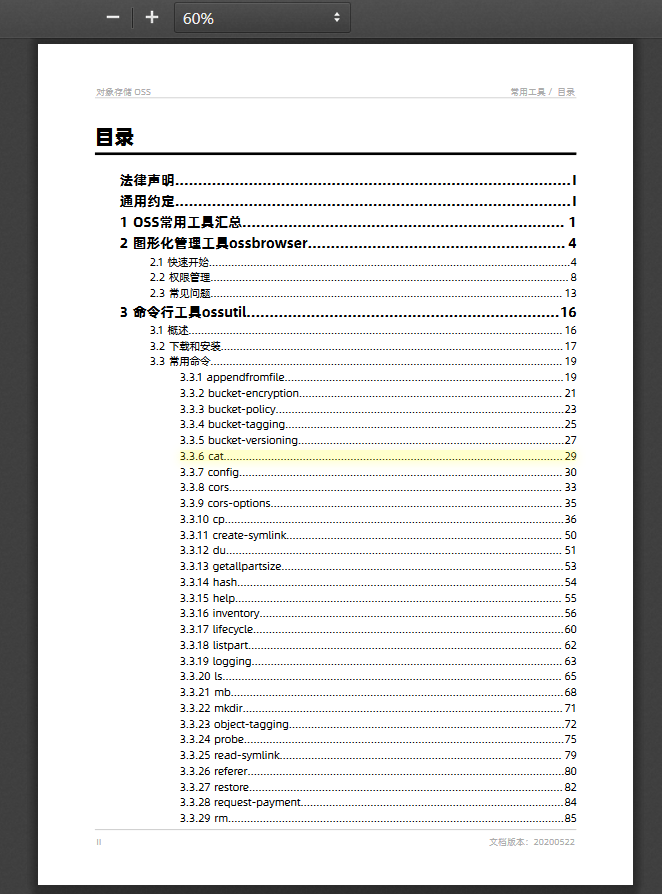 60%
对象存储 OSS 常用工具 / 目录
目录
法律声明....................................................................................I
通用约定....................................................................................I
1 OSS常用工具汇总.................................................................... 1
2 图形化管理工具ossbrowser...................................................... 4
2.1 快速开始....................................................................................4
2.2 权限管理.................................................................................... 8
2.3 常见问题.................................................................................... 13
3 命令行工具ossutil....................................................................16
3.1 概述.................................................................................... 16
3.2 下载和安装.................................................................................... 17
3.3 常用命令.................................................................................... 19
3.3.1 appendfromfile....................................................................19
3.3.2 bucket-encryption.................................................................... 21
3.3.3 bucket-policy.................................................................... 23
3.3.4 bucket-tagging.................................................................... 25
3.3.5 bucket-versioning.................................................................... 27
3.3.6 cat.................................................................... 29
3.3.7 config.................................................................... 30
3.3.8 cors.................................................................... 33
3.3.9 cors-options.................................................................... 35
3.3.10 cp.................................................................... 36
3.3.11 create-symlink.................................................................... 50
3.3.12 du.................................................................... 51
3.3.13 getallpartsize.................................................................... 53
3.3.14 hash.................................................................... 54
3.3.15 help.................................................................... 55
3.3.16 inventory.................................................................... 56
3.3.17 lifecycle.................................................................... 60
3.3.18 listpart.................................................................... 62
3.3.19 logging.................................................................... 63
3.3.20 ls.................................................................... 65
3.3.21 mb.................................................................... 68
3.3.22 mkdir.................................................................... 71
3.3.23 object-tagging.................................................................... 72
3.3.24 probe.................................................................... 75
3.3.25 read-symlink.................................................................... 79
3.3.26 referer....................................................................80
3.3.27 restore.................................................................... 82
3.3.28 request-payment.................................................................... 84
3.3.29 rm....................................................................85
II 文档版本：20200522